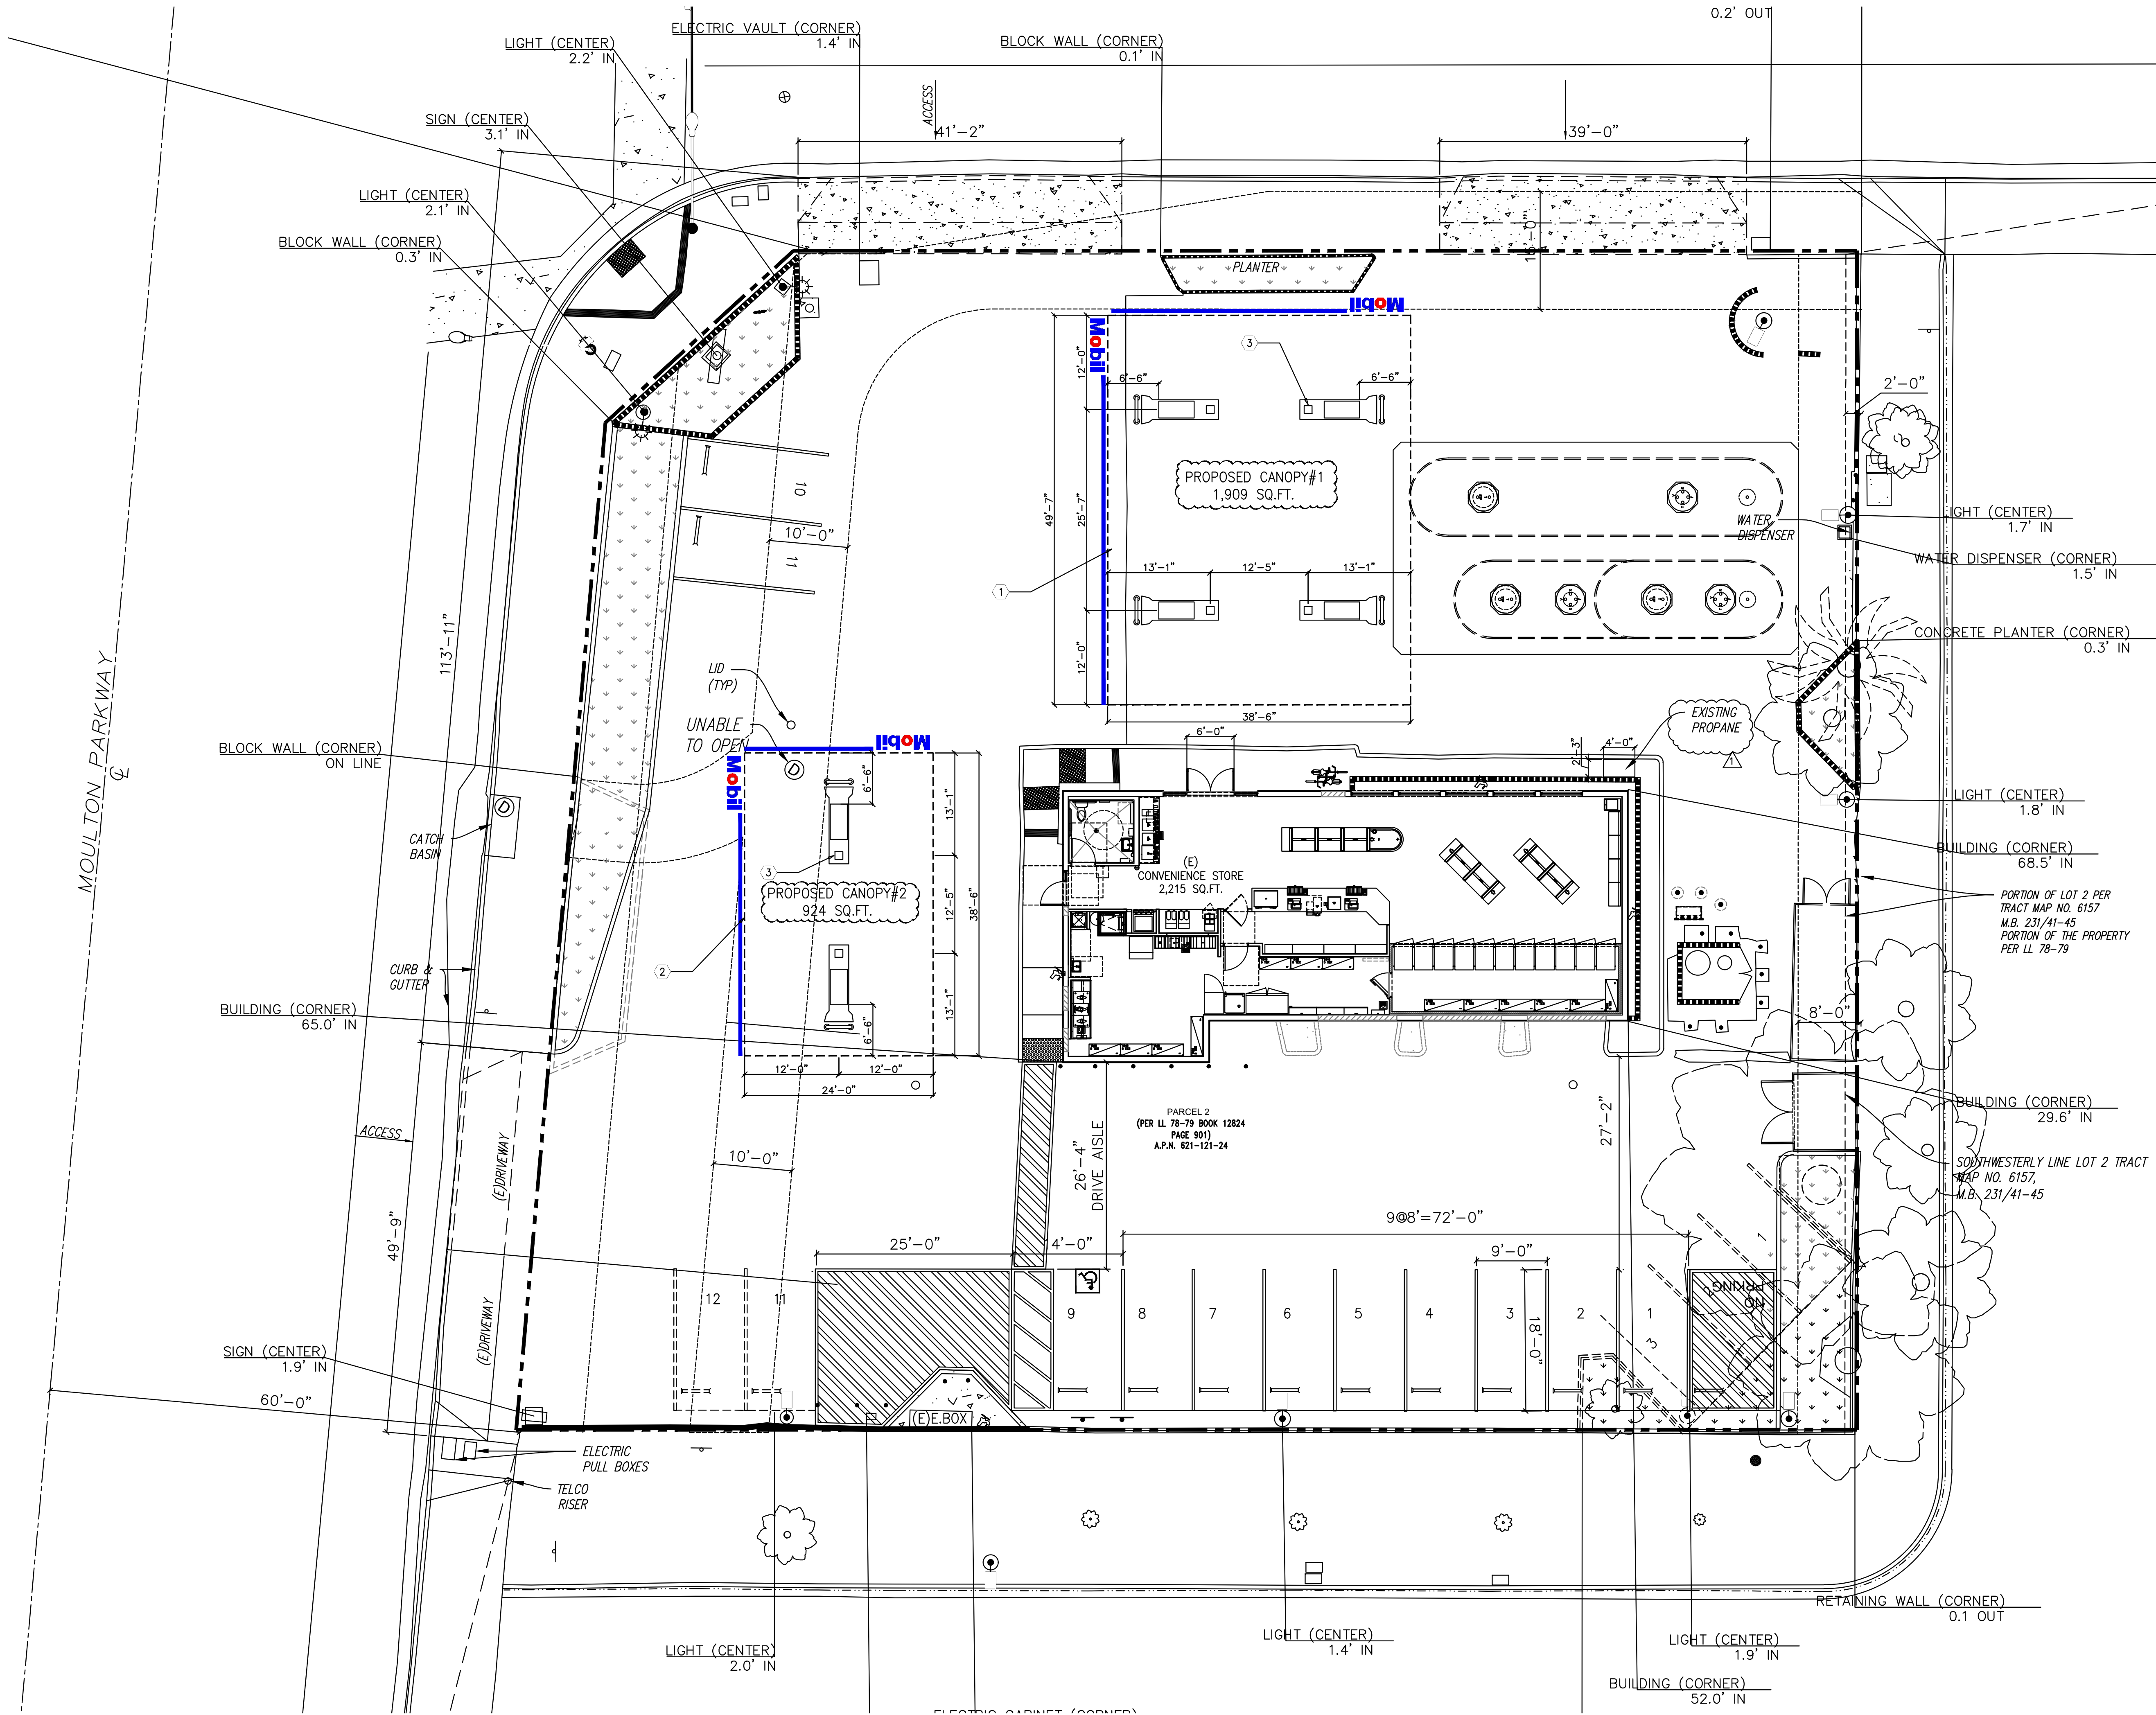 0.2' OUT
ELECTRIC VAULT (CORNER)
1.4' IN
LIGHT (CENTER)
2.2' IN
BLOCK WALL (CORNER)
0.1' IN
SIGN (CENTER)
3.1' IN
ACCESS
41'-2"
39'-0"
LIGHT (CENTER)
2.1' IN
BLOCK WALL (CORNER)
0.3' IN
PLANTER
Mobil
Mobil
3
12'-0"
6'-6"
6'-6"
2'-0"
PROPOSED CANOPY#1
1,909 SQ.FT.
49'-7"
25'-7"
10
11
10'-0"
WATER
DISPENSER
LIGHT (CENTER)
1.7' IN
WATER DISPENSER (CORNER)
1.5' IN
13'-1"
12'-5"
13'-1"
1
12'-0"
38'-6"
CONCRETE PLANTER (CORNER)
0.3' IN
113'-11"
MOULTON PARKWAY
LID
(TYP)
UNABLE
TO OPEN
D
Mobil
Mobil
BLOCK WALL (CORNER)
ON LINE
D
CATCH
BASIN
6'-0"
2'-3"
4'-0"
EXISTING
PROPANE
1
LIGHT (CENTER)
1.8' IN
BUILDING (CORNER)
68.5' IN
6'-6"
13'-1"
3
PROPOSED CANOPY#2
924 SQ.FT.
12'-5"
38'-6"
(E)
CONVENIENCE STORE
2,215 SQ.FT.
PORTION OF LOT 2 PER
TRACT MAP NO. 6157
M.B. 231/41-45
PORTION OF THE PROPERTY
PER LL 78-79
2
CURB &
GUTTER
BUILDING (CORNER)
65.0' IN
6'-6"
13'-1"
12'-0"
12'-0"
24'-0"
8'-0"
PARCEL 2
(PER LL 78-79 BOOK 12824
PAGE 901)
A.P.N. 621-121-24
27'-2"
BUILDING (CORNER)
29.6' IN
ACCESS
(E)DRIVEWAY
10'-0"
26'-4"
DRIVE AISLE
SOUTHWESTERLY LINE LOT 2 TRACT
MAP NO. 6157,
M.B. 231/41-45
49'-9"
25'-0"
4'-0"
9@8'=72'-0"
9'-0"
1
(E)DRIVEWAY
12
11
9
8
7
6
5
4
3
2
1
3
18'-0"
NO
PRKING
SIGN (CENTER)
1.9' IN
60'-0"
(E)E.BOX
ELECTRIC
PULL BOXES
TELCO
RISER
RETAINING WALL (CORNER)
0.1 OUT
LIGHT (CENTER)
2.0' IN
LIGHT (CENTER)
1.4' IN
LIGHT (CENTER)
1.9' IN
BUILDING (CORNER)
52.0' IN
ELECTRIC CABINET (CORNER)